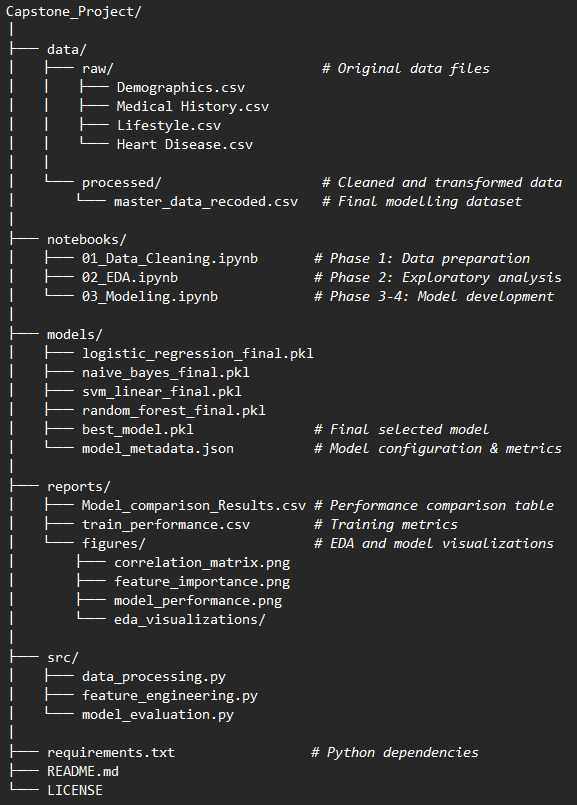 Capstone_Project/
│
├── data/
│   ├── raw/                          # Original data files
│   │   ├── Demographics.csv
│   │   ├── Medical History.csv
│   │   ├── Lifestyle.csv
│   │   └── Heart Disease.csv
│   │
│   └── processed/                    # Cleaned and transformed data
│       └── master_data_recoded.csv   # Final modelling dataset
│
├── notebooks/
│   ├── 01_Data_Cleaning.ipynb       # Phase 1: Data preparation
│   ├── 02_EDA.ipynb                 # Phase 2: Exploratory analysis
│   └── 03_Modeling.ipynb            # Phase 3-4: Model development
│
├── models/
│   ├── logistic_regression_final.pkl
│   ├── naive_bayes_final.pkl
│   ├── svm_linear_final.pkl
│   ├── random_forest_final.pkl
│   ├── best_model.pkl               # Final selected model
│   └── model_metadata.json          # Model configuration & metrics
│
├── reports/
│   ├── Model_comparison_Results.csv # Performance comparison table
│   ├── train_performance.csv        # Training metrics
│   └── figures/                     # EDA and model visualizations
│       ├── correlation_matrix.png
│       ├── feature_importance.png
│       ├── model_performance.png
│       └── eda_visualizations/
│
├── src/
│   ├── data_processing.py
│   ├── feature_engineering.py
│   └── model_evaluation.py
│
├── requirements.txt                 # Python dependencies
├── README.md
└── LICENSE